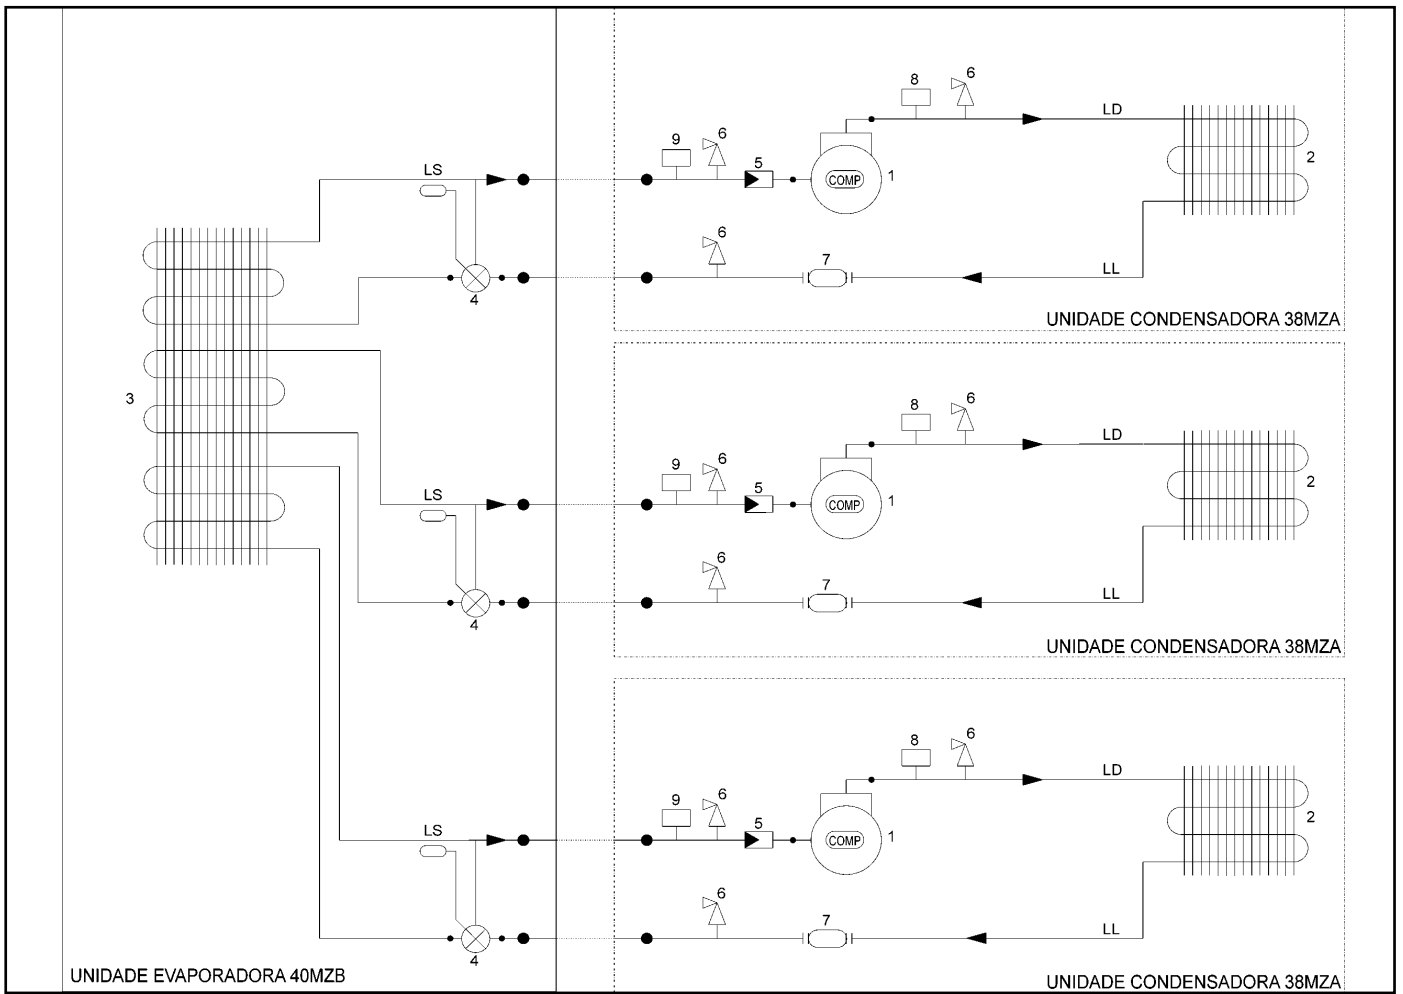 8 6 LD
9 6 5 COMP 1 2
LS
6 7 LL
4
UNIDADE CONDENSADORA 38MZA
3
8 6 LD
9 6 5 COMP 1 2
LS
6 7 LL
4
UNIDADE CONDENSADORA 38MZA
8 6 LD
9 6 5 COMP 1 2
LS
6 7 LL
4
UNIDADE EVAPORADORA 40MZB
UNIDADE CONDENSADORA 38MZA